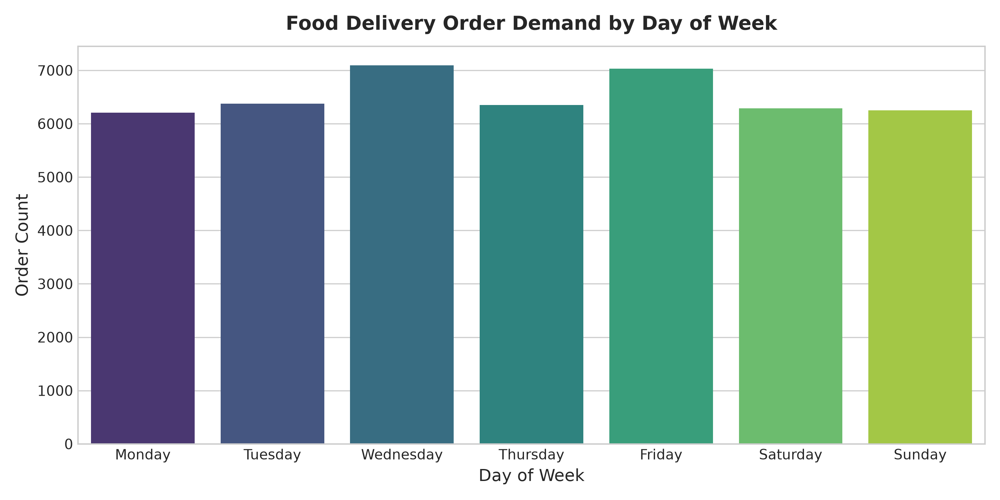 Food Delivery Order Demand by Day of Week
Order Count
7000
6000
5000
4000
3000
2000
1000
0
Monday Tuesday Wednesday Thursday Friday Saturday Sunday
Day of Week